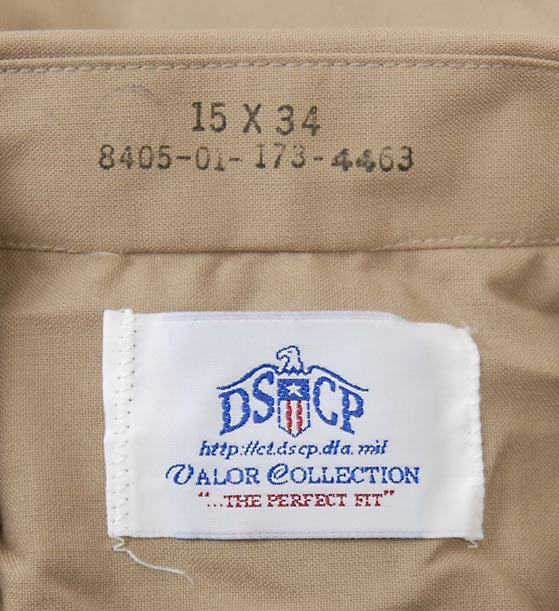 15 X 34
8405-01-173-4463
DSCP
http://ct.dscp.dla.mil
VALOR COLLECTION
"...THE PERFECT FIT"